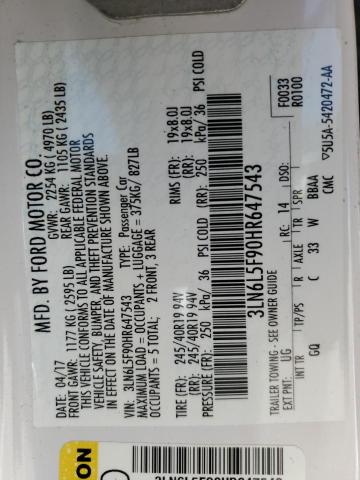 MFD. BY FORD MOTOR CO.
GVWR: 2254 KG ( 4970 LB)
DATE: 04/17
FRONT GAWR: 1177 KG ( 2595 LB) REAR GAWR: 1105 KG ( 2435 LB)
THIS VEHICLE CONFORMS TO ALL APPLICABLE FEDERAL MOTOR
VEHICLE SAFETY, BUMPER, AND THEFT PREVENTION STANDARDS
IN EFFECT ON THE DATE OF MANUFACTURE SHOWN ABOVE.
VIN: 3LN6L5F90HR647543 TYPE: Passenger Car
MAXIMUM LOAD = OCCUPANTS + LUGGAGE = 375KG/ 827LB
OCCUPANTS = 5 TOTAL: 2 FRONT, 3 REAR
TIRE (FR): 245/40R19 94V RIMS (FR): 19x8.0J
(RR): 245/40R19 94V (RR): 19x8.0J
PRESSURES (FR): 250 kPa/ 36 PSI COLD (RR): 250 kPa/ 36 PSI COLD
3LN6L5F90HR647543
F0033
R0100
TRAILER TOWING - SEE OWNER GUIDE
EXT PNT: UG RC: 14 DSO:
TP/PS R AXLE TR SPR
GQ C 33 W BBAA
CMC
5U5A-5420472-AA
ION
3LN6L5F90HR647543